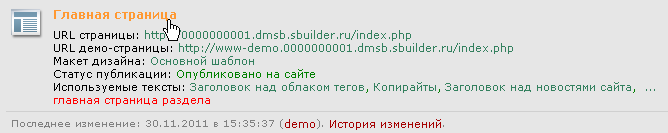 Главная страница
URL страницы: http://0000000001.dmsb.sbuilder.ru/index.php
URL демо-страницы: http://www-demo.0000000001.dmsb.sbuilder.ru/index.php
Макет дизайна: Основной шаблон
Статус публикации: Опубликовано на сайте
Используемые тексты: Заголовок над облаком тегов, Копирайты, Заголовок над новостями сайта, ...
главная страница раздела
Последнее изменение: 30.11.2011 в 15:35:37 (demo). История изменений.